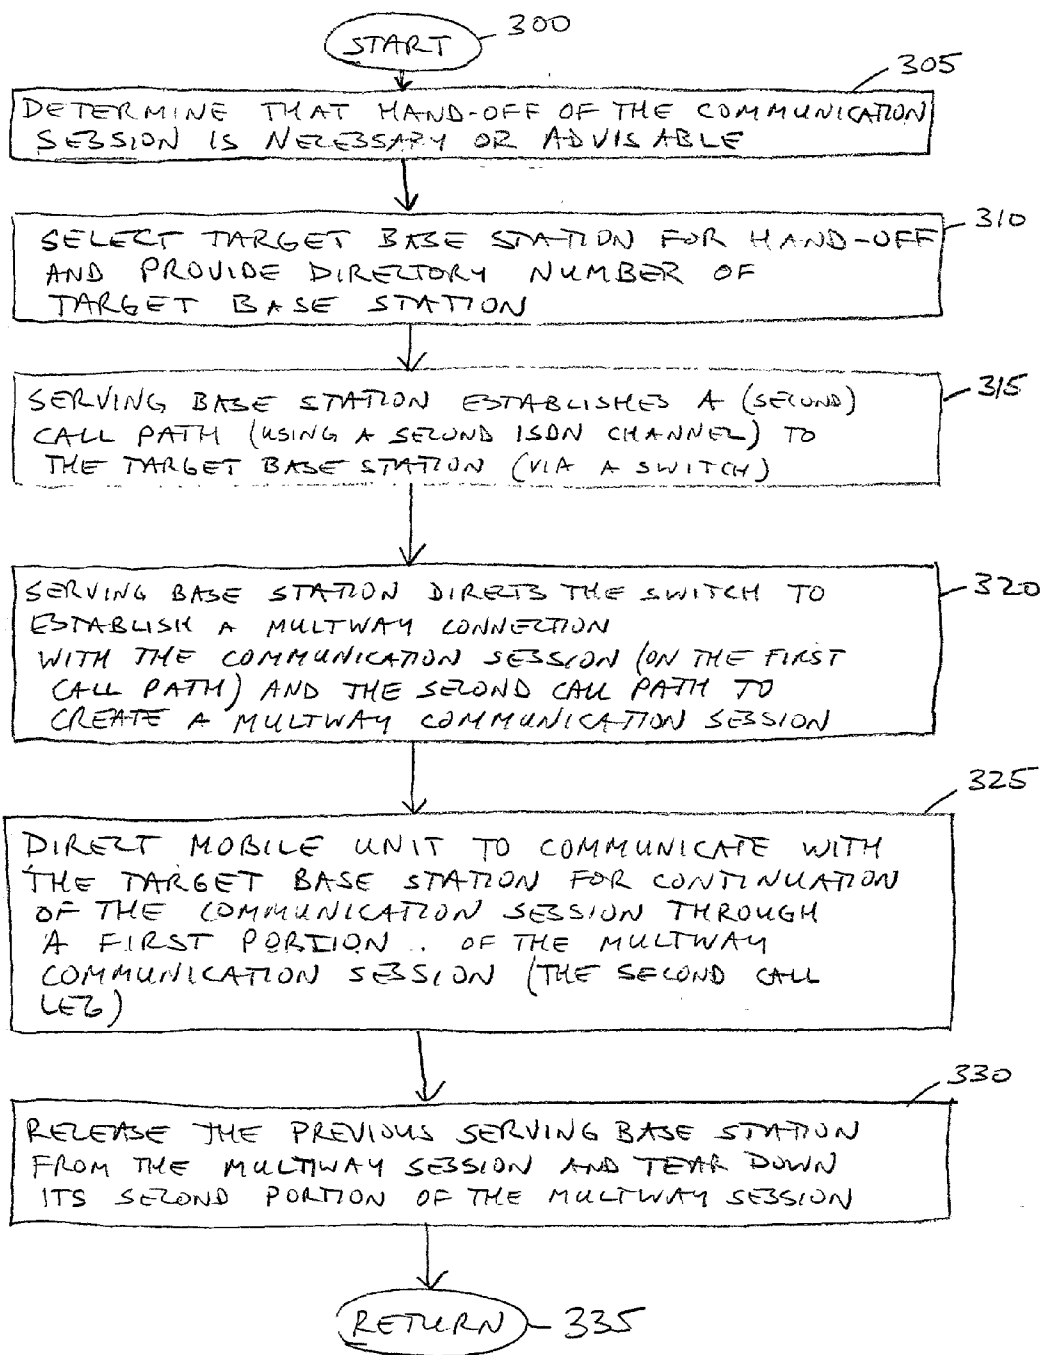 START
300
305
DETERMINE THAT HAND-OFF OF THE COMMUNICATION
SESSION IS NECESSARY OR ADVISABLE
310
SELECT TARGET BASE STATION FOR HAND-OFF
AND PROVIDE DIRECTORY NUMBER OF
TARGET BASE STATION
315
SERVING BASE STATION ESTABLISHES A (SECOND)
CALL PATH (USING A SECOND ISDN CHANNEL) TO
THE TARGET BASE STATION (VIA A SWITCH)
320
SERVING BASE STATION DIRECTS THE SWITCH TO
ESTABLISH A MULTWAY CONNECTION
WITH THE COMMUNICATION SESSION (ON THE FIRST
CALL PATH) AND THE SECOND CALL PATH TO
CREATE A MULTWAY COMMUNICATION SESSION
325
DIRECT MOBILE UNIT TO COMMUNICATE WITH
THE TARGET BASE STATION FOR CONTINUATION
OF THE COMMUNICATION SESSION THROUGH
A FIRST PORTION .. OF THE MULTWAY
COMMUNICATION SESSION (THE SECOND CALL
LEG)
330
RELEASE THE PREVIOUS SERVING BASE STATION
FROM THE MULTIWAY SESSION AND TEAR DOWN
ITS SECOND PORTION OF THE MULTWAY SESSION
RETURN
335